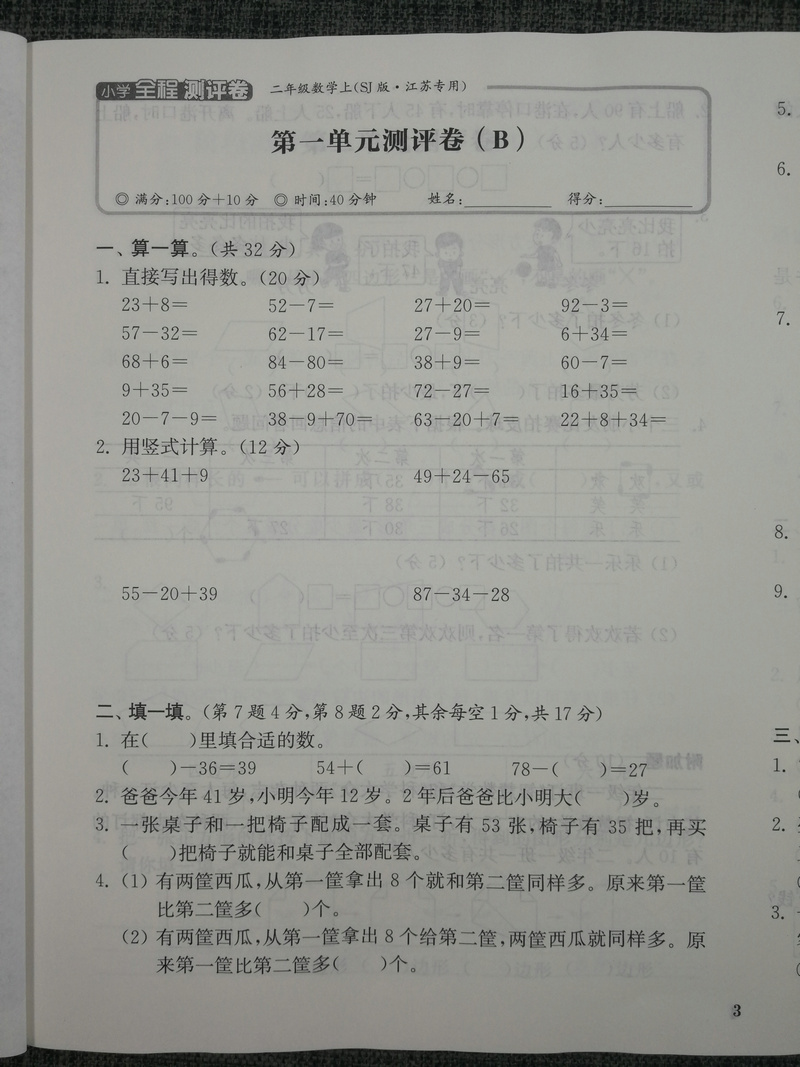 小学全程测评卷 二年级数学上(SJ版·江苏专用)
第一单元测评卷(B)
◎ 满分:100分+10分 ◎ 时间:40分钟 姓名: 得分:
一、算一算。(共32分)
1. 直接写出得数。(20分)
23+8= 52-7= 27+20= 92-3=
57-32= 62-17= 27-9= 6+34=
68+6= 84-80= 38+9= 60-7=
9+35= 56+28= 72-27= 16+35=
20-7-9= 38-9+70= 63-20+7= 22+8+34=
2. 用竖式计算。(12分)
23+41+9 49+24-65
55-20+39 87-34-28
二、填一填。(第7题4分,第8题2分,其余每空1分,共17分)
1. 在( )里填合适的数。
( )-36=39 54+( )=61 78-( )=27
2. 爸爸今年41岁,小明今年12岁。2年后爸爸比小明大( )岁。
3. 一张桌子和一把椅子配成一套。桌子有53张,椅子有35把,再买
( )把椅子就能和桌子全部配套。
4. (1) 有两筐西瓜,从第一筐拿出8个就和第二筐同样多。原来第一筐
比第二筐多( )个。
(2) 有两筐西瓜,从第一筐拿出8个给第二筐,两筐西瓜就同样多。原
来第一筐比第二筐多( )个。
3
5.
6.
7.
8.
9.
三、
1.
2.
3.